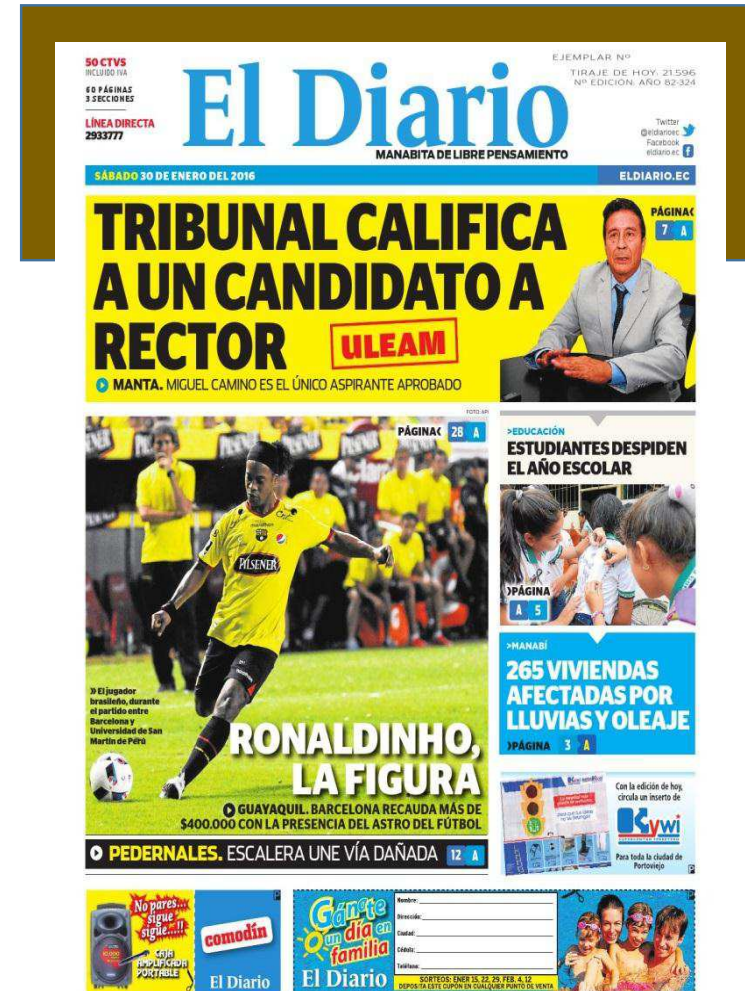 50 CTVS
INCLUIDO IVA
60 PÁGINAS
3 SECCIONES
LÍNEA DIRECTA
2933777
El Diario
MANABITA DE LIBRE PENSAMIENTO
EJEMPLAR Nº
TIRAJE DE HOY: 21.596
Nº EDICIÓN: AÑO 82-324
Twitter
@eldiarioec
Facebook
eldiario.ec
SÁBADO 30 DE ENERO DEL 2016
ELDIARIO.EC
TRIBUNAL CALIFICA
A UN CANDIDATO A
RECTOR
ULEAM
MANTA. MIGUEL CAMINO ES EL ÚNICO ASPIRANTE APROBADO
PÁGINA<
7 A
FOTO: API
PÁGINA< 28 A
PILSENER
» El jugador
brasileño, durante
el partido entre
Barcelona y
Universidad de San
Martín de Perú
RONALDINHO,
LA FIGURA
GUAYAQUIL. BARCELONA RECAUDA MÁS DE
$400.000 CON LA PRESENCIA DEL ASTRO DEL FÚTBOL
PEDERNALES. ESCALERA UNE VÍA DAÑADA 12 A
>EDUCACIÓN
ESTUDIANTES DESPIDEN
EL AÑO ESCOLAR
>PÁGINA
A 5
>MANABÍ
265 VIVIENDAS
AFECTADAS POR
LLUVIAS Y OLEAJE
>PÁGINA 3 A
Con la edición de hoy,
circula un inserto de
Kywi
Para toda la ciudad de
Portoviejo
No pares...
sigue
sigue...!!
CAJA
AMPLIFICADA
PORTABLE
comodín
El Diario
Gánate
un día en
familia
El Diario
Nombre:
Dirección:
Ciudad:
Cédula:
Teléfono:
SORTEOS: ENER 15, 22, 29, FEB. 4, 12
DEPOSITA ESTE CUPÓN EN CUALQUIER PUNTO DE VENTA